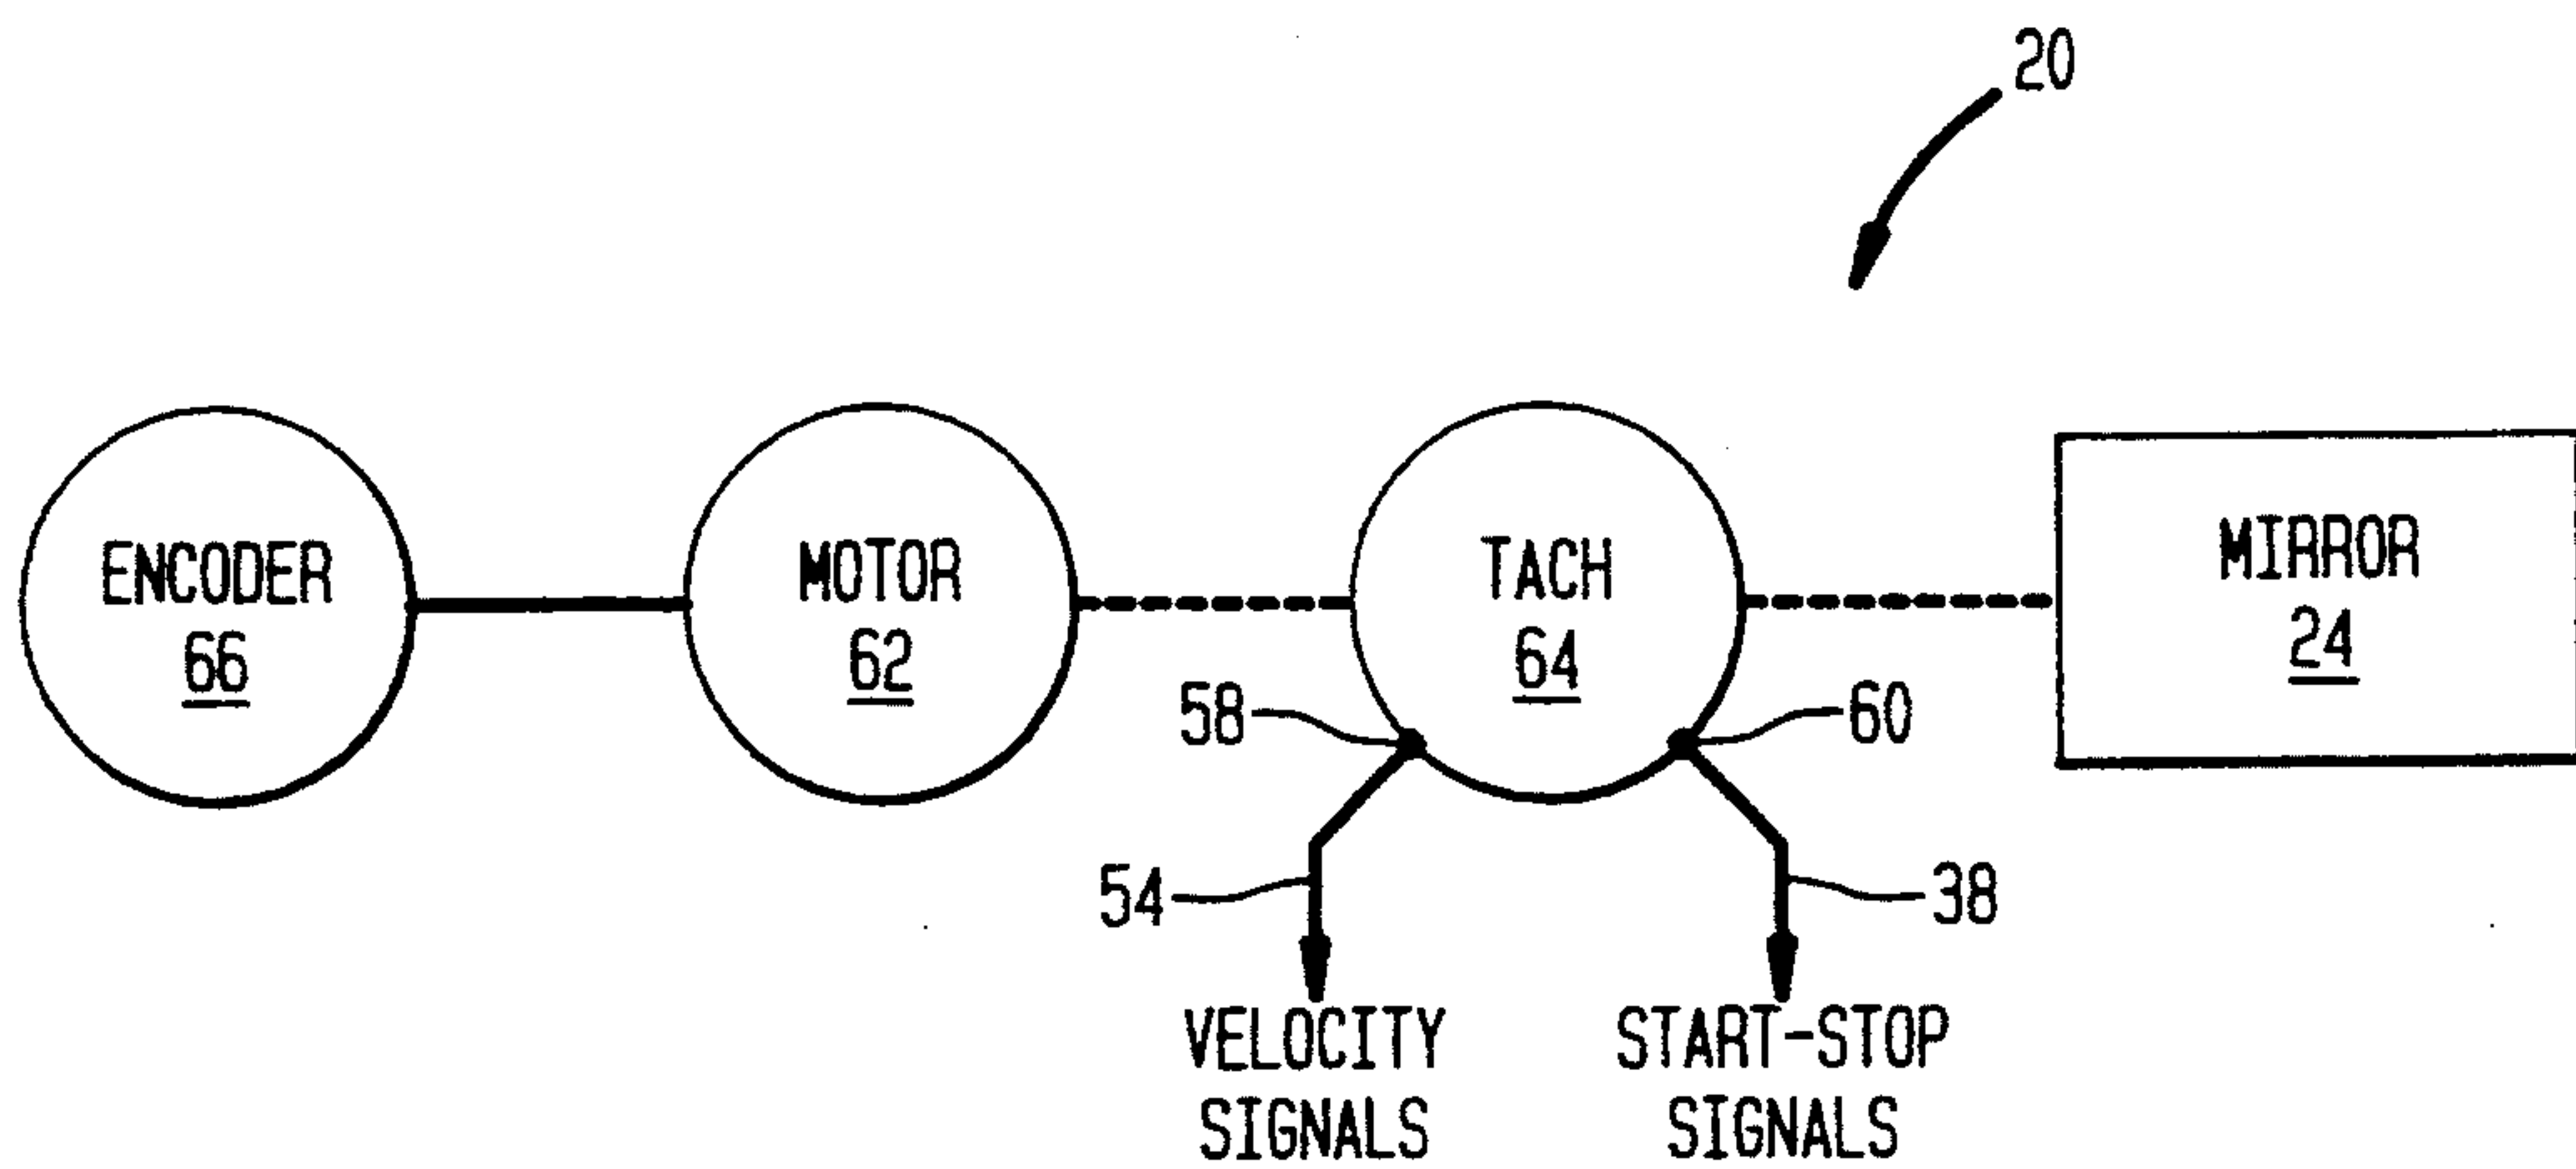 20
ENCODER
66
MOTOR
62
TACH
64
MIRROR
24
58
60
54
38
VELOCITY
SIGNALS
START-STOP
SIGNALS